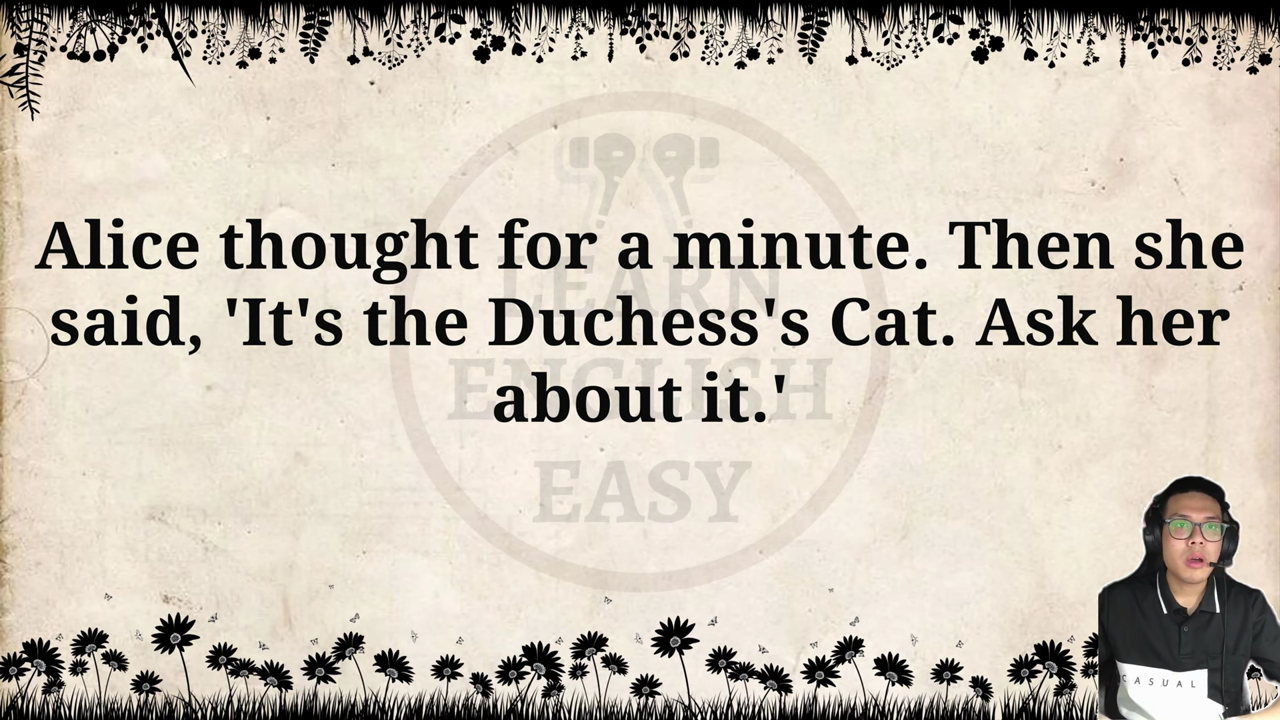 Alice thought for a minute. Then she
said, 'It's the Duchess's Cat. Ask her
about it.'
LEARN
ENGLISH
EASY
CASUAL